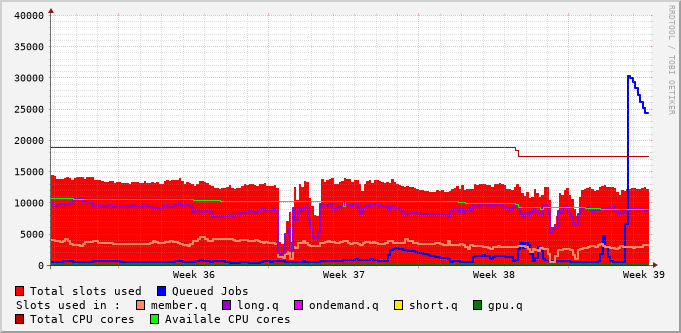 40000
35000
30000
25000
20000
15000
10000
5000
0
Week 36 Week 37 Week 38 Week 39
Total slots used Queued Jobs
Slots used in : member.q long.q ondemand.q short.q gpu.q
Total CPU cores Availale CPU cores
RRDTOOL / TOBI OETIKER